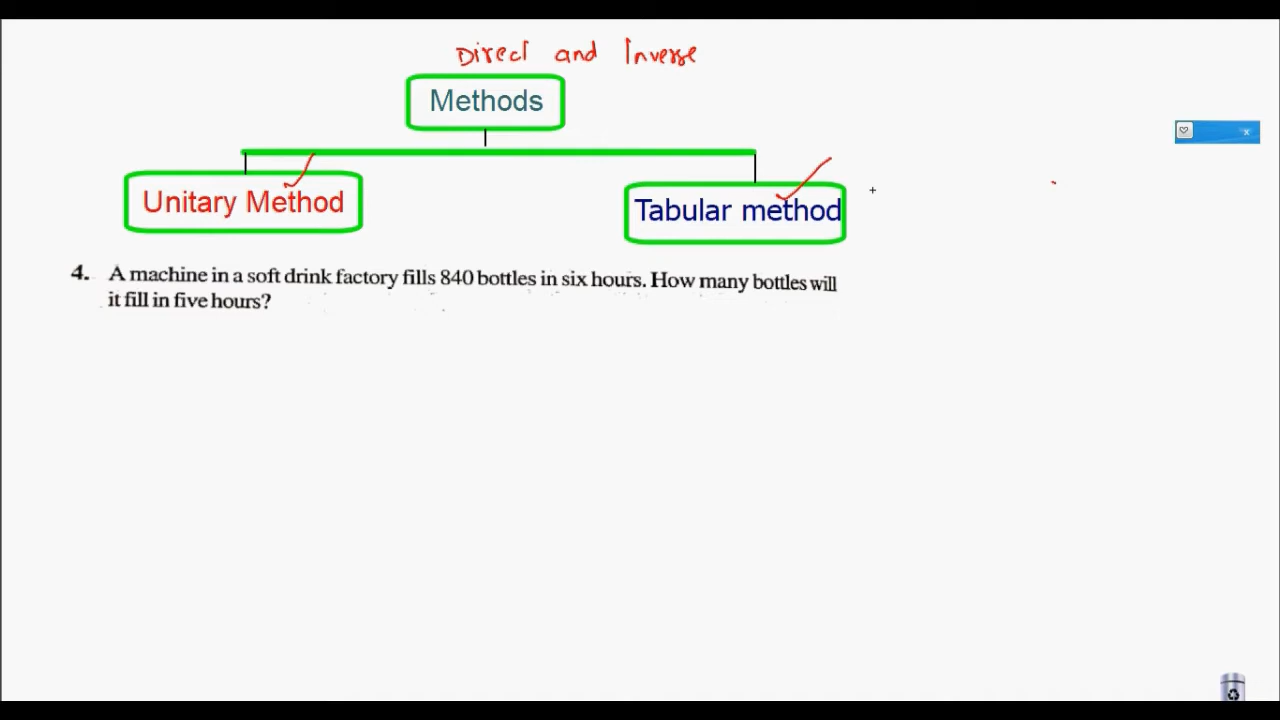 Direct and Inverse
Methods
Unitary Method
Tabular method
4. A machine in a soft drink factory fills 840 bottles in six hours. How many bottles will
it fill in five hours?